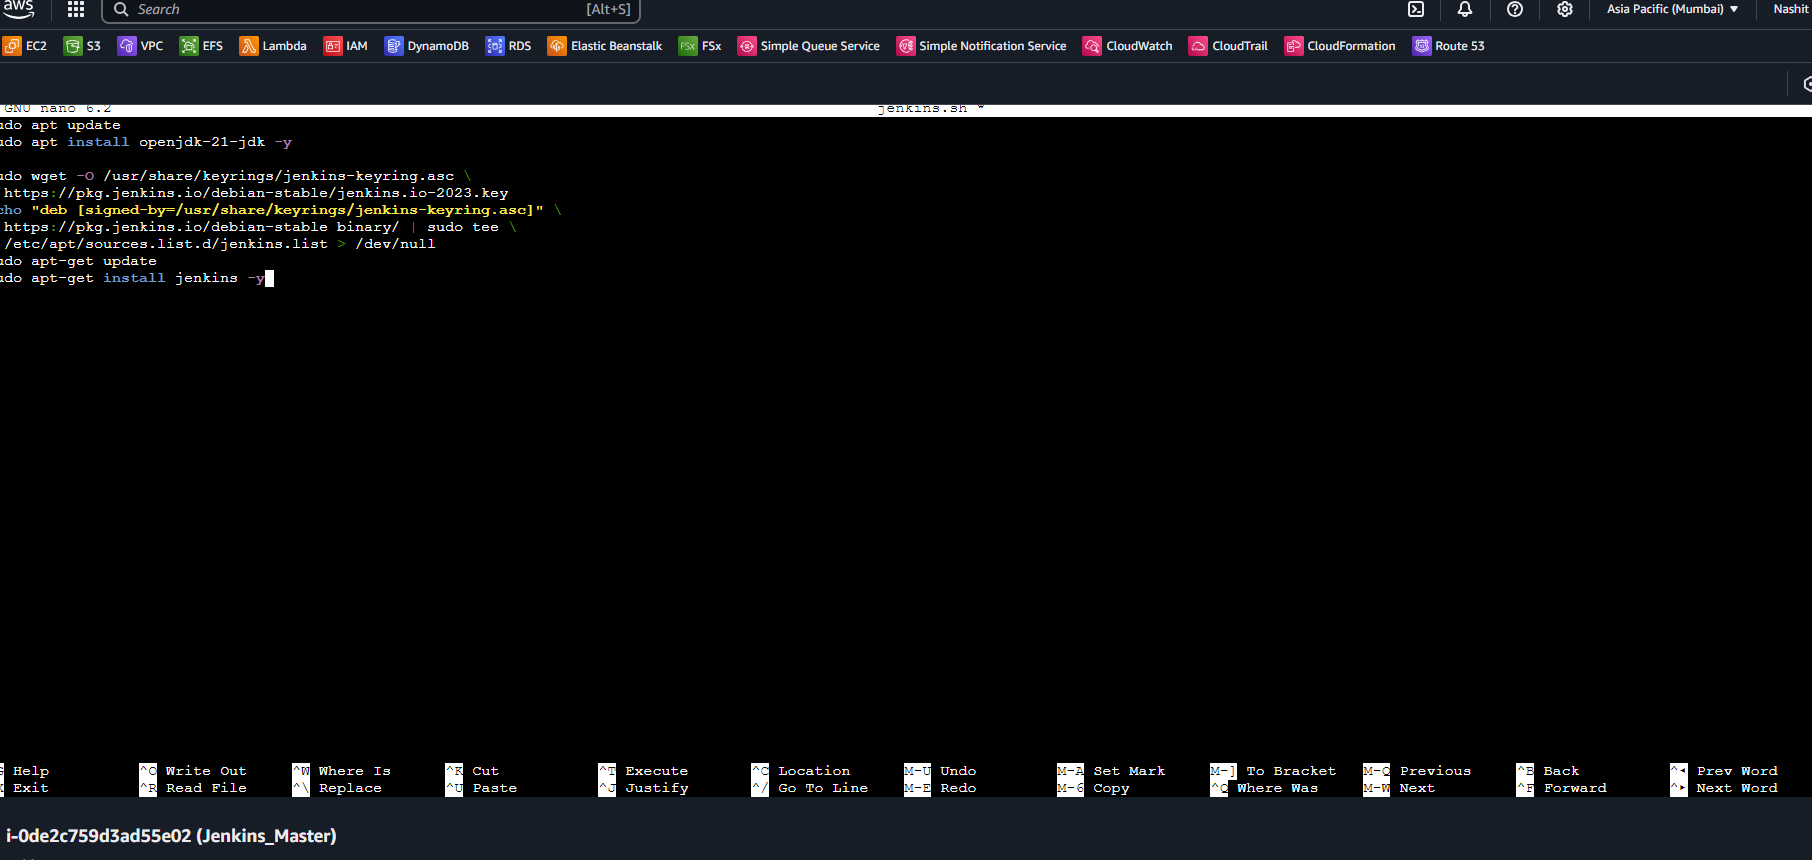 aws Search [Alt+S] Asia Pacific (Mumbai) ▼ Nashit
EC2 S3 VPC EFS Lambda IAM DynamoDB RDS Elastic Beanstalk FSx FSx Simple Queue Service Simple Notification Service CloudWatch CloudTrail CloudFormation Route 53
GNU nano 6.2 jenkins.sh *
udo apt update
udo apt install openjdk-21-jdk -y
udo wget -O /usr/share/keyrings/jenkins-keyring.asc \
https://pkg.jenkins.io/debian-stable/jenkins.io-2023.key
cho "deb [signed-by=/usr/share/keyrings/jenkins-keyring.asc]" \
https://pkg.jenkins.io/debian-stable binary/ | sudo tee \
/etc/apt/sources.list.d/jenkins.list > /dev/null
udo apt-get update
udo apt-get install jenkins -y
G Help ^O Write Out ^W Where Is ^K Cut ^T Execute ^C Location M-U Undo M-A Set Mark M-] To Bracket M-Q Previous ^B Back ^◂ Prev Word
X Exit ^R Read File ^\ Replace ^U Paste ^J Justify ^/ Go To Line M-E Redo M-6 Copy ^Q Where Was M-W Next ^F Forward ^▸ Next Word
i-0de2c759d3ad55e02 (Jenkins_Master)